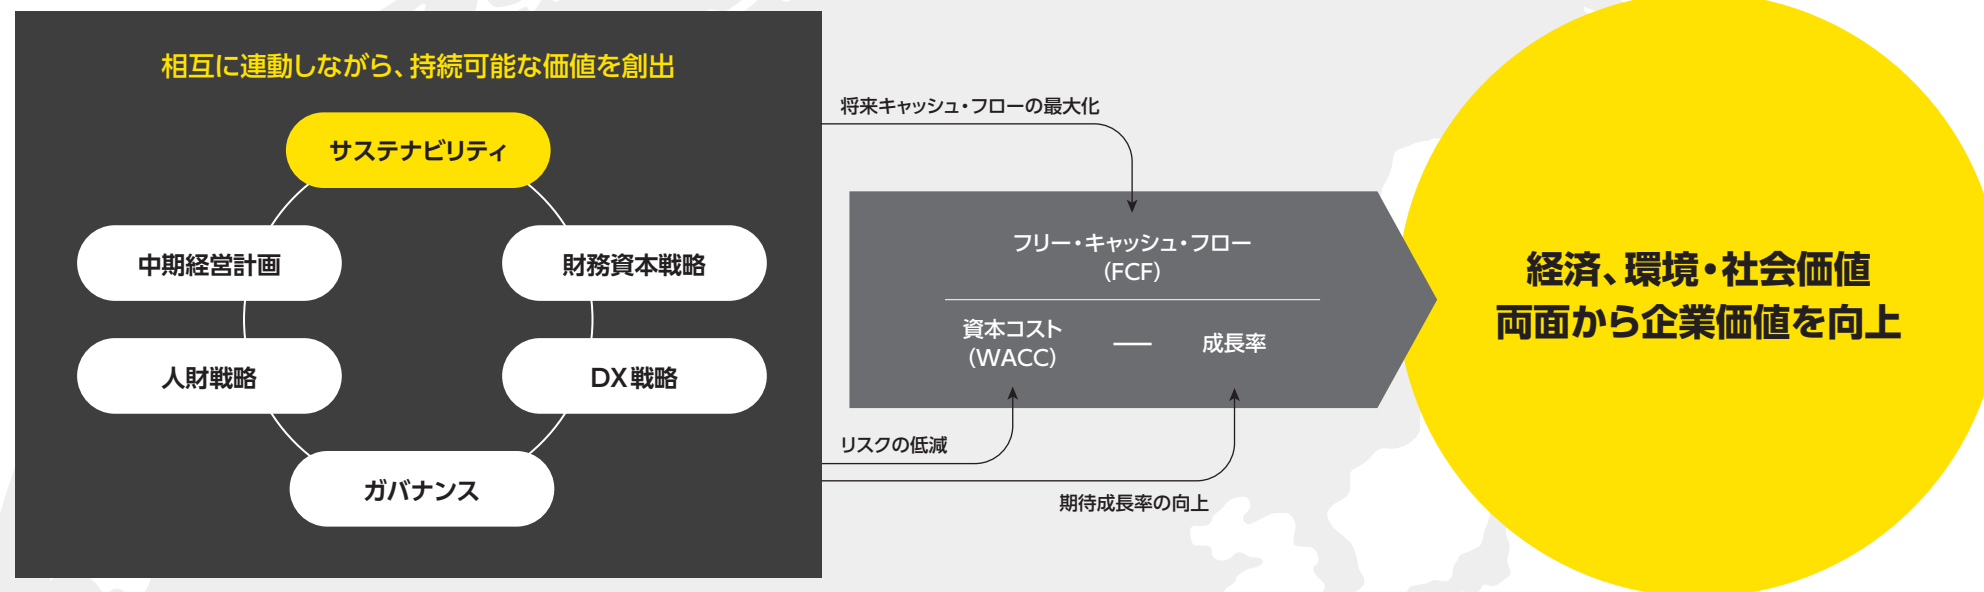 相互に連動しながら、持続可能な価値を創出
サステナビリティ
中期経営計画
財務資本戦略
人財戦略
DX戦略
ガバナンス
将来キャッシュ・フローの最大化
フリー・キャッシュ・フロー
(FCF)
資本コスト
(WACC)
—
成長率
リスクの低減
期待成長率の向上
経済、環境・社会価値
両面から企業価値を向上